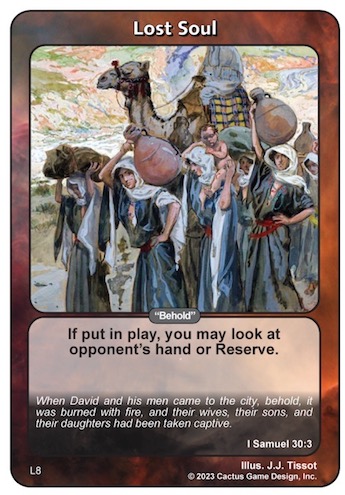 Lost Soul
"Behold"
If put in play, you may look at
opponent's hand or Reserve.
When David and his men came to the city, behold, it
was burned with fire, and their wives, their sons, and
their daughters had been taken captive.
I Samuel 30:3
L8
Illus. J.J. Tissot
© 2023 Cactus Game Design, Inc.